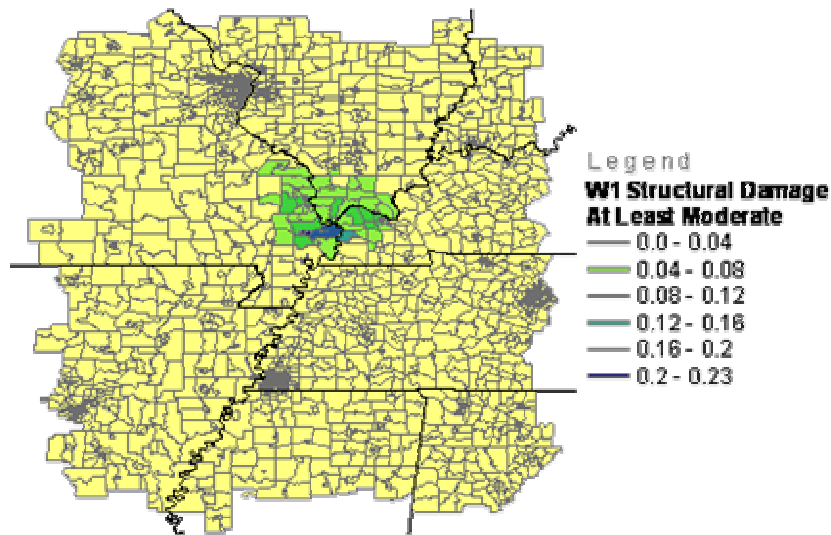 Legend
W1 Structural Damage
At Least Moderate
0.0 - 0.04
0.04 - 0.08
0.08 - 0.12
0.12 - 0.16
0.16 - 0.2
0.2 - 0.23